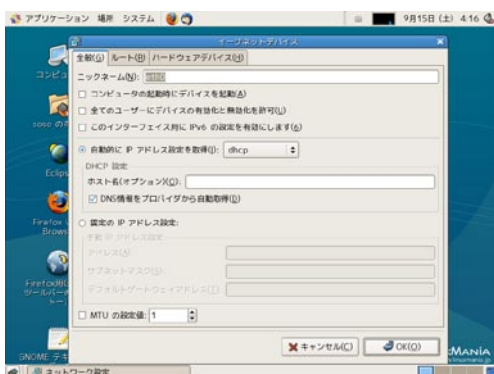 アプリケーション 場所 システム
9月15日 (土) 4:16
イーサネットデバイス
全般(G) ルート(R) ハードウェアデバイス(H)
ニックネーム(N):
コンピュータの起動時にデバイスを起動(A)
全てのユーザーにデバイスの有効化と無効化を許可(U)
このインターフェイス用に IPv6 の設定を有効にします(6)
自動的に IP アドレス設定を取得(I): dhcp
DHCP 設定
ホスト名(オプション)(O):
DNS情報をプロバイダから自動取得(D)
固定の IP アドレス設定:
手動 IP アドレス設定
アドレス(A):
サブネットマスク(S):
デフォルトゲートウェイアドレス(T):
MTU の設定値: 1
キャンセル(C) OK(O)
コンピュ
Eclips
Firefox
Brows
GNOME テキ
ネットワーク設定